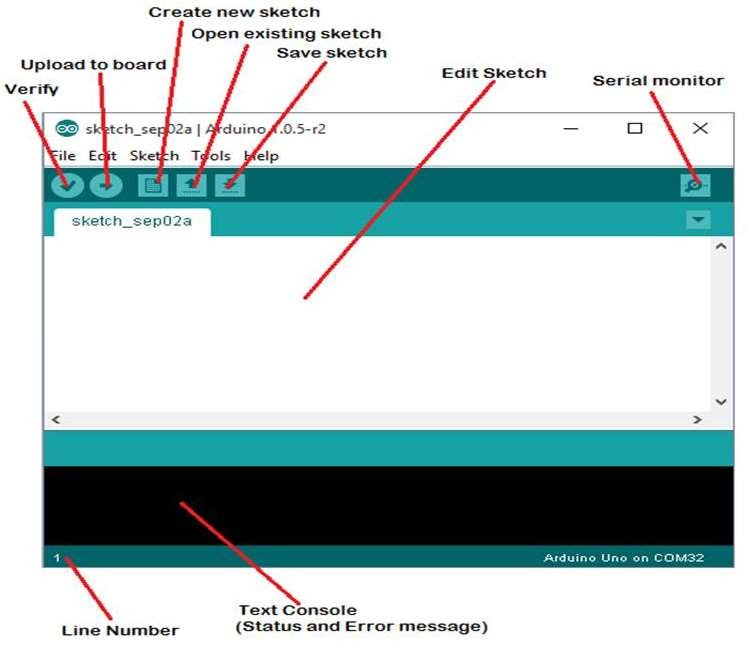 Create new sketch
Open existing sketch
Save sketch
Upload to board
Edit Sketch
Serial monitor
Verify
sketch_sep02a | Arduino 1.0.5-r2
File Edit Sketch Tools Help
sketch_sep02a
1
Arduino Uno on COM32
Text Console
(Status and Error message)
Line Number